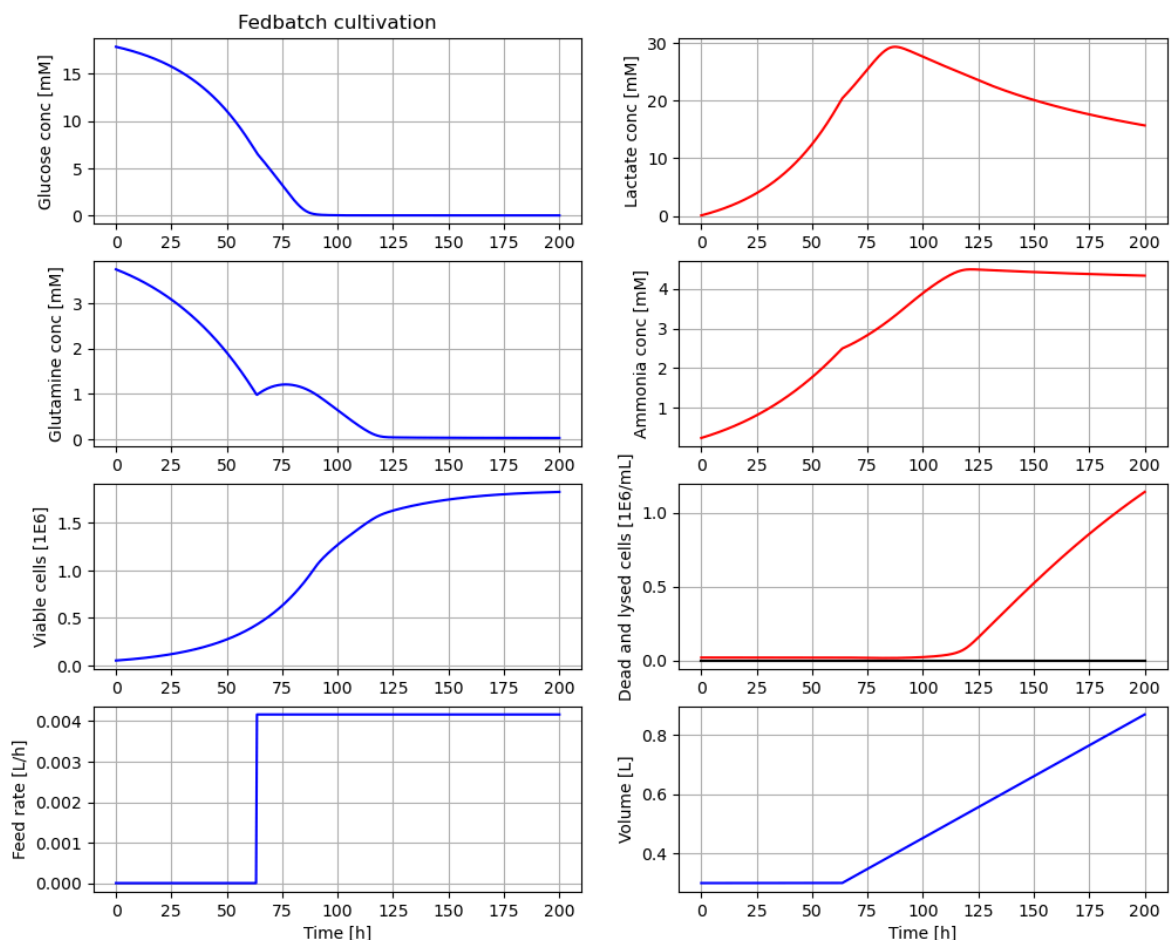 Fedbatch cultivation
Glucose conc [mM]
15
10
5
0
0 25 50 75 100 125 150 175 200
Lactate conc [mM]
30
20
10
0
0 25 50 75 100 125 150 175 200
Glutamine conc [mM]
3
2
1
0
0 25 50 75 100 125 150 175 200
Ammonia conc [mM]
4
3
2
1
0 25 50 75 100 125 150 175 200
Viable cells [1E6]
1.5
1.0
0.5
0.0
0 25 50 75 100 125 150 175 200
Dead and lysed cells [1E6/mL]
1.0
0.5
0.0
0 25 50 75 100 125 150 175 200
Feed rate [L/h]
0.004
0.003
0.002
0.001
0.000
0 25 50 75 100 125 150 175 200
Time [h]
Volume [L]
0.8
0.6
0.4
0 25 50 75 100 125 150 175 200
Time [h]